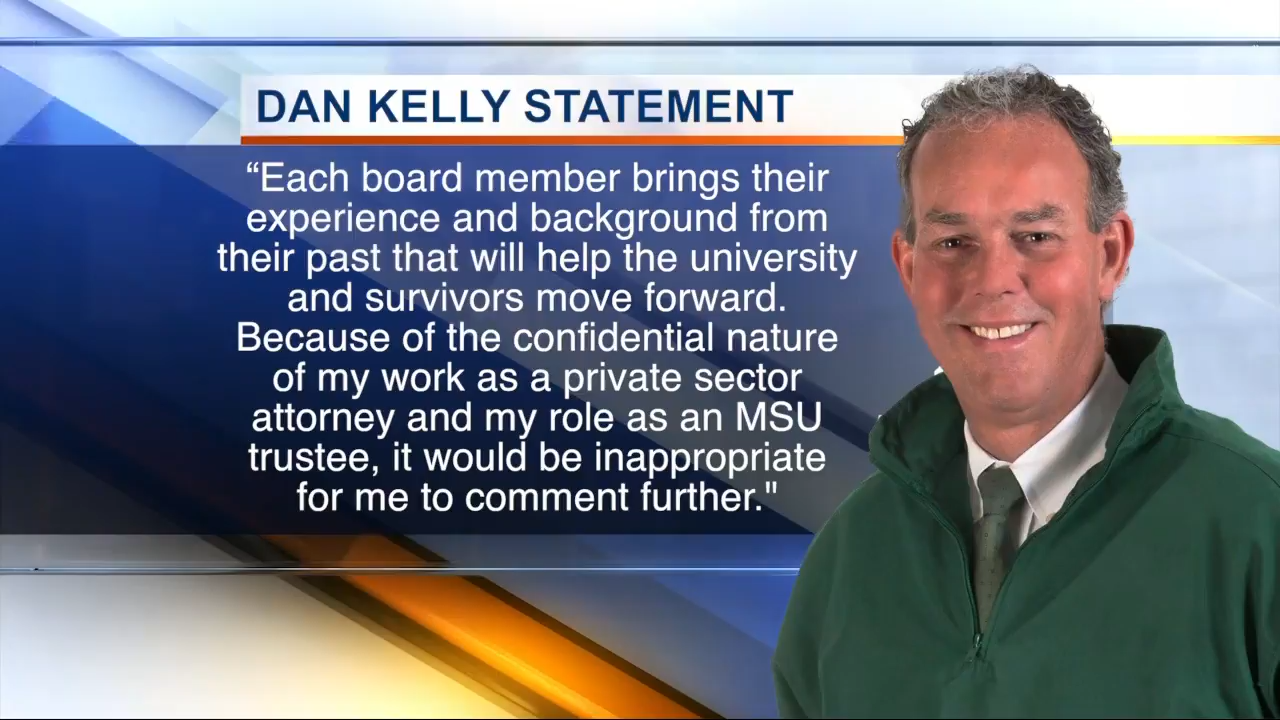 DAN KELLY STATEMENT
“Each board member brings their
experience and background from
their past that will help the university
and survivors move forward.
Because of the confidential nature
of my work as a private sector
attorney and my role as an MSU
trustee, it would be inappropriate
for me to comment further."